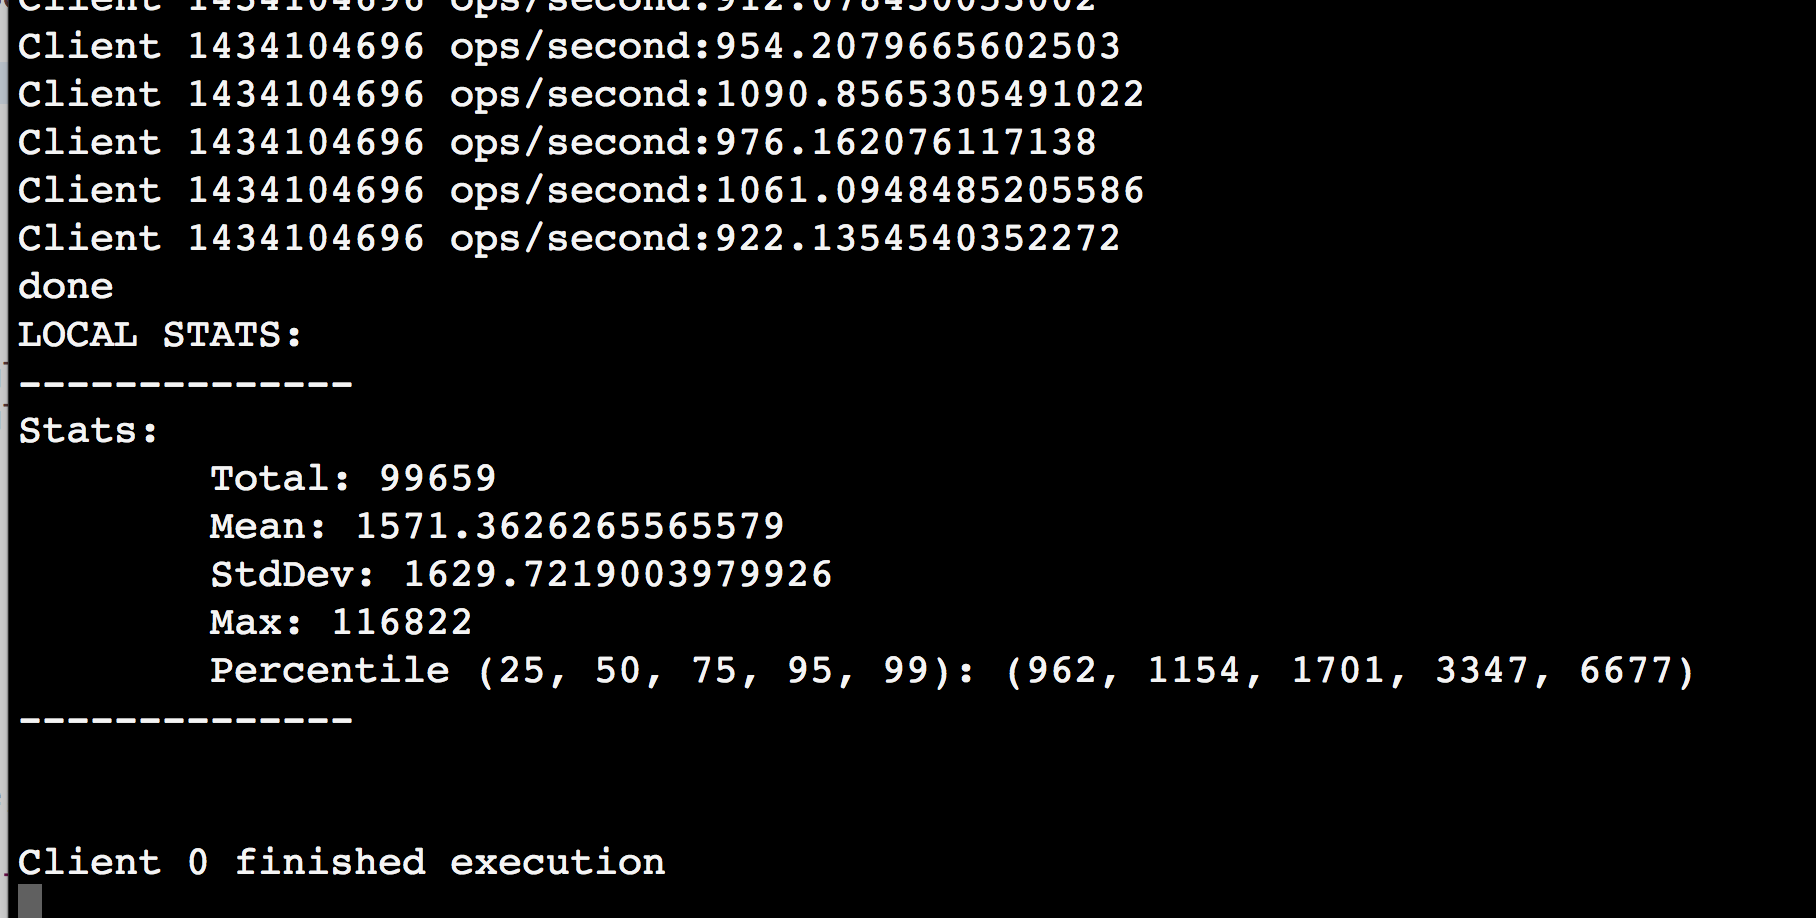 Client 1434104696 ops/second:912.078430053002
Client 1434104696 ops/second:954.2079665602503
Client 1434104696 ops/second:1090.8565305491022
Client 1434104696 ops/second:976.162076117138
Client 1434104696 ops/second:1061.0948485205586
Client 1434104696 ops/second:922.1354540352272
done
LOCAL STATS:
--------------
Stats:
Total: 99659
Mean: 1571.3626265565579
StdDev: 1629.7219003979926
Max: 116822
Percentile (25, 50, 75, 95, 99): (962, 1154, 1701, 3347, 6677)
--------------
Client 0 finished execution